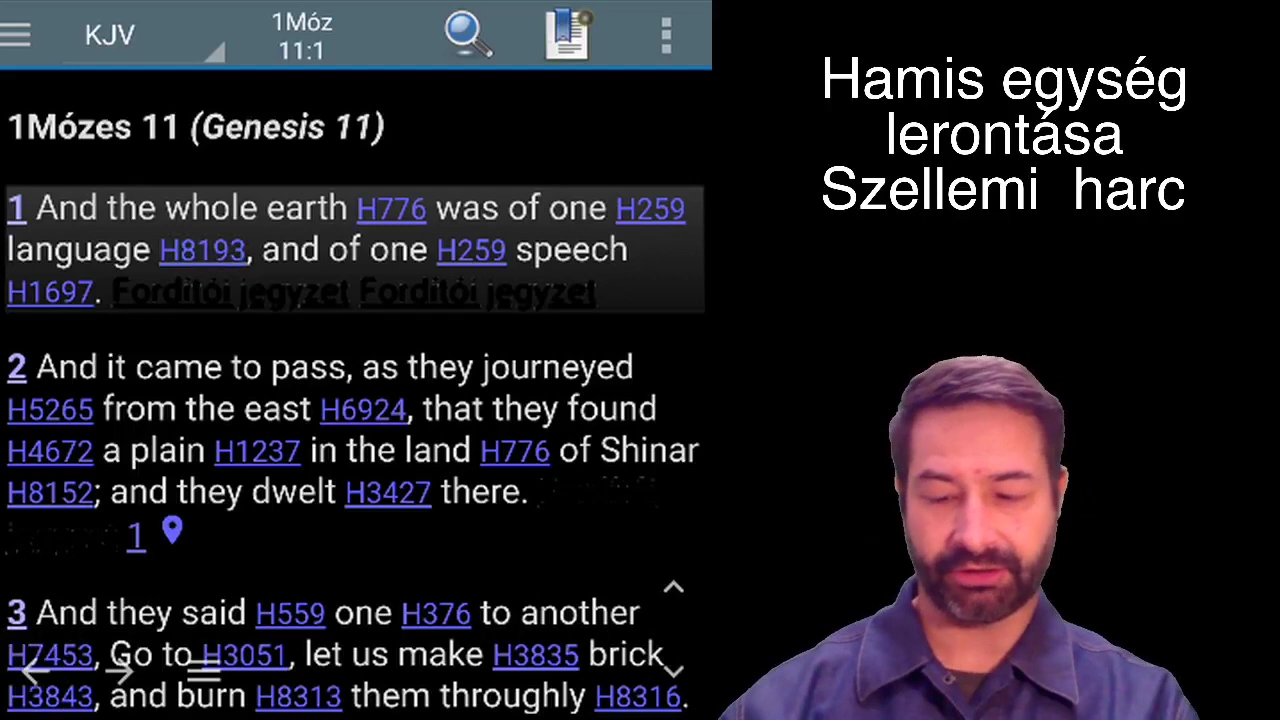 KJV
1Móz
11:1
1Mózes 11 (Genesis 11)
1 And the whole earth H776 was of one H259
language H8193, and of one H259 speech
H1697. Fordítói jegyzet Fordítói jegyzet
2 And it came to pass, as they journeyed
H5265 from the east H6924, that they found
H4672 a plain H1237 in the land H776 of Shinar
H8152; and they dwelt H3427 there.
1
3 And they said H559 one H376 to another
H7453, Go to H3051, let us make H3835 brick
H3843, and burn H8313 them throughly H8316.
Hamis egység
lerontása
Szellemi harc